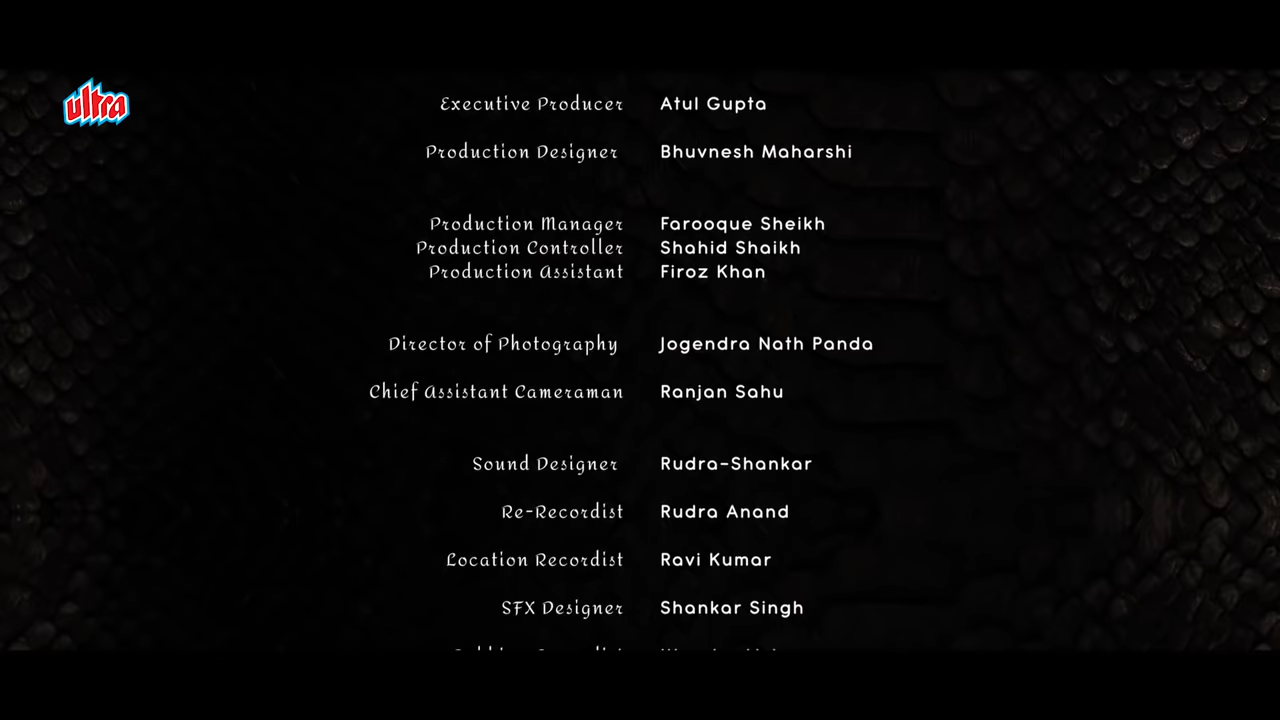 ultra
Executive Producer Atul Gupta
Production Designer Bhuvnesh Maharshi
Production Manager Farooque Sheikh
Production Controller Shahid Shaikh
Production Assistant Firoz Khan
Director of Photography Jogendra Nath Panda
Chief Assistant Cameraman Ranjan Sahu
Sound Designer Rudra-Shankar
Re-Recordist Rudra Anand
Location Recordist Ravi Kumar
SFX Designer Shankar Singh